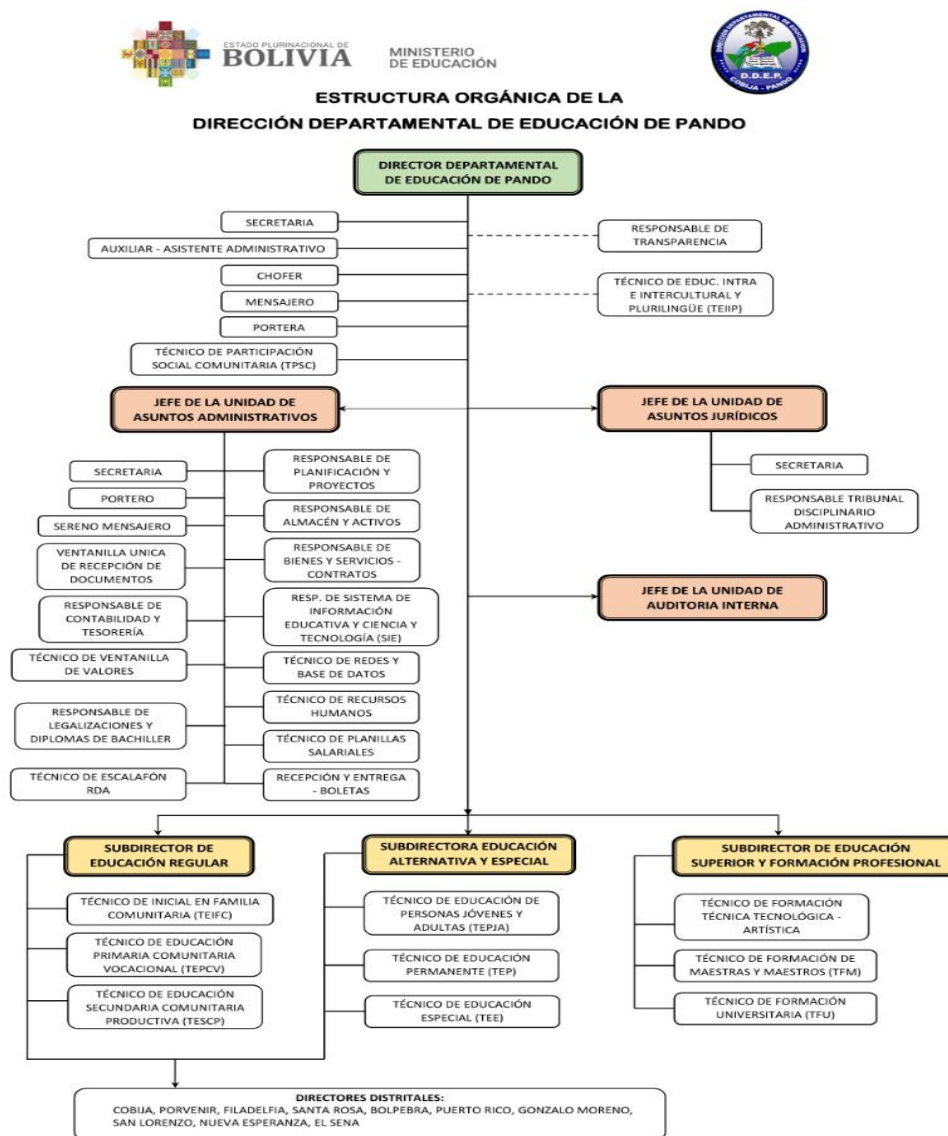 ESTADO PLURINACIONAL DE
BOLIVIA
MINISTERIO
DE EDUCACIÓN
DIRECCIÓN DEPARTAMENTAL DE EDUCACIÓN
D.D.E.P.
COBIJA - PANDO
ESTRUCTURA ORGÁNICA DE LA
DIRECCIÓN DEPARTAMENTAL DE EDUCACIÓN DE PANDO
DIRECTOR DEPARTAMENTAL
DE EDUCACIÓN DE PANDO
SECRETARIA
AUXILIAR - ASISTENTE ADMINISTRATIVO
CHOFER
MENSAJERO
PORTERA
TÉCNICO DE PARTICIPACIÓN
SOCIAL COMUNITARIA (TPSC)
RESPONSABLE DE
TRANSPARENCIA
TÉCNICO DE EDUC. INTRA
E INTERCULTURAL Y
PLURILINGÜE (TEIIP)
JEFE DE LA UNIDAD DE
ASUNTOS ADMINISTRATIVOS
SECRETARIA
PORTERO
SERENO MENSAJERO
VENTANILLA UNICA
DE RECEPCIÓN DE
DOCUMENTOS
RESPONSABLE DE
CONTABILIDAD Y
TESORERÍA
TÉCNICO DE VENTANILLA
DE VALORES
RESPONSABLE DE
LEGALIZACIONES Y
DIPLOMAS DE BACHILLER
TÉCNICO DE ESCALAFÓN
RDA
RESPONSABLE DE
PLANIFICACIÓN Y
PROYECTOS
RESPONSABLE DE
ALMACÉN Y ACTIVOS
RESPONSABLE DE
BIENES Y SERVICIOS -
CONTRATOS
RESP. DE SISTEMA DE
INFORMACIÓN
EDUCATIVA Y CIENCIA Y
TECNOLOGÍA (SIE)
TÉCNICO DE REDES Y
BASE DE DATOS
TÉCNICO DE RECURSOS
HUMANOS
TÉCNICO DE PLANILLAS
SALARIALES
RECEPCIÓN Y ENTREGA
- BOLETAS
JEFE DE LA UNIDAD DE
ASUNTOS JURÍDICOS
SECRETARIA
RESPONSABLE TRIBUNAL
DISCIPLINARIO
ADMINISTRATIVO
JEFE DE LA UNIDAD DE
AUDITORIA INTERNA
SUBDIRECTOR DE
EDUCACIÓN REGULAR
TÉCNICO DE INICIAL EN FAMILIA
COMUNITARIA (TEIFC)
TÉCNICO DE EDUCACIÓN
PRIMARIA COMUNITARIA
VOCACIONAL (TEPCV)
TÉCNICO DE EDUCACIÓN
SECUNDARIA COMUNITARIA
PRODUCTIVA (TESCP)
SUBDIRECTORA EDUCACIÓN
ALTERNATIVA Y ESPECIAL
TÉCNICO DE EDUCACIÓN DE
PERSONAS JÓVENES Y
ADULTAS (TEPJA)
TÉCNICO DE EDUCACIÓN
PERMANENTE (TEP)
TÉCNICO DE EDUCACIÓN
ESPECIAL (TEE)
SUBDIRECTOR DE EDUCACIÓN
SUPERIOR Y FORMACIÓN PROFESIONAL
TÉCNICO DE FORMACIÓN
TÉCNICA TECNOLÓGICA -
ARTÍSTICA
TÉCNICO DE FORMACIÓN DE
MAESTRAS Y MAESTROS (TFM)
TÉCNICO DE FORMACIÓN
UNIVERSITARIA (TFU)
DIRECTORES DISTRITALES:
COBIJA, PORVENIR, FILADELFIA, SANTA ROSA, BOLPEBRA, PUERTO RICO, GONZALO MORENO,
SAN LORENZO, NUEVA ESPERANZA, EL SENA